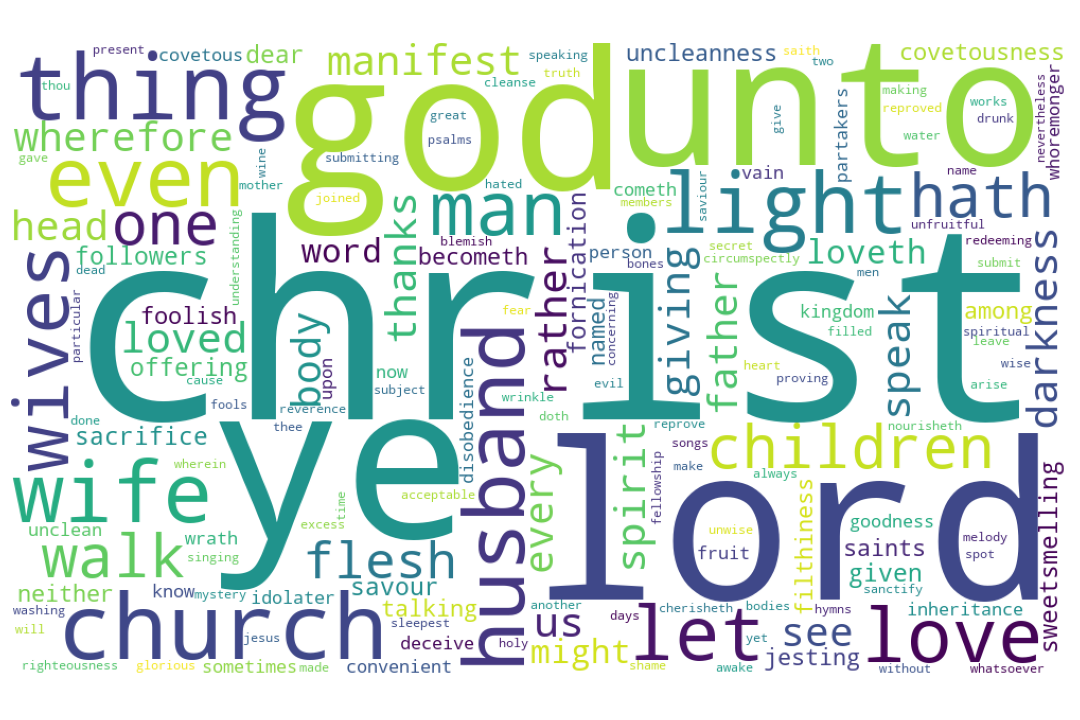 present
covetous
dear
manifest
speaking
truth
uncleanness
saith
two
covetousness
thing
thou
god
unto
cleanse
great
psalms
submitting
joined
making
reproved
works
drunk
water
give
partakers
nevertheless
whoremonger
wherefore
gave
wine
even
mother
hated
man
cometh
members
saviour
vain
name
light
hath
unfruitful
head
one
understanding
thanks
word
blemish
becometh
rather
fornication
person
bones
secret
circumspectly
loveth
men
redeeming
submit
wives
dead
followers
particular
christ
foolish
loved
offering
cause
body
upon
now
subject
fear
named
concerning
evil
giving
father
heart
proving
kingdom
filled
speak
among
spiritual
leave
wise
arise
darkness
done
fools
reverence
thee
wrinkle
doth
disobedience
husband
reprove
songs
nourisheth
sacrifice
wherein
ye
lord
children
wife
acceptable
time
excess
every
spirit
fellowship
make
always
unwise
fruit
filthiness
goodness
saints
given
sanctify
melody
spot
sweetsmelling
unclean
wrath
singing
walk
flesh
savour
neither
know
mystery
idolater
talking
washing
will
church
jesus
sleepest
deceive
holy
another
us
days
cherisheth
bodies
hymns
let
yet
see
love
inheritance
might
shame
awake
jesting
without
whatsoever
righteousness
glorious
sometimes
made
convenient